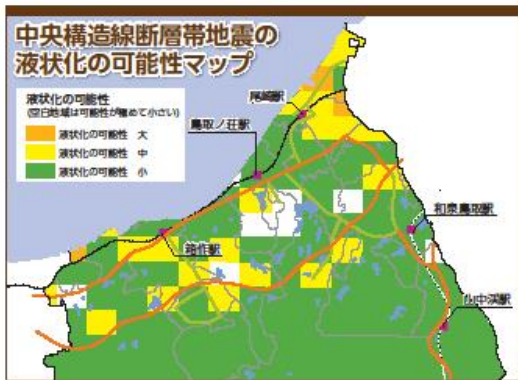 中央構造線断層帯地震の
液状化の可能性マップ
液状化の可能性
(空白地域は可能性が極めて小さい)
液状化の可能性 大
液状化の可能性 中
液状化の可能性 小
尾崎駅
鳥取ノ荘駅
和泉鳥取駅
箱作駅
山中渓駅